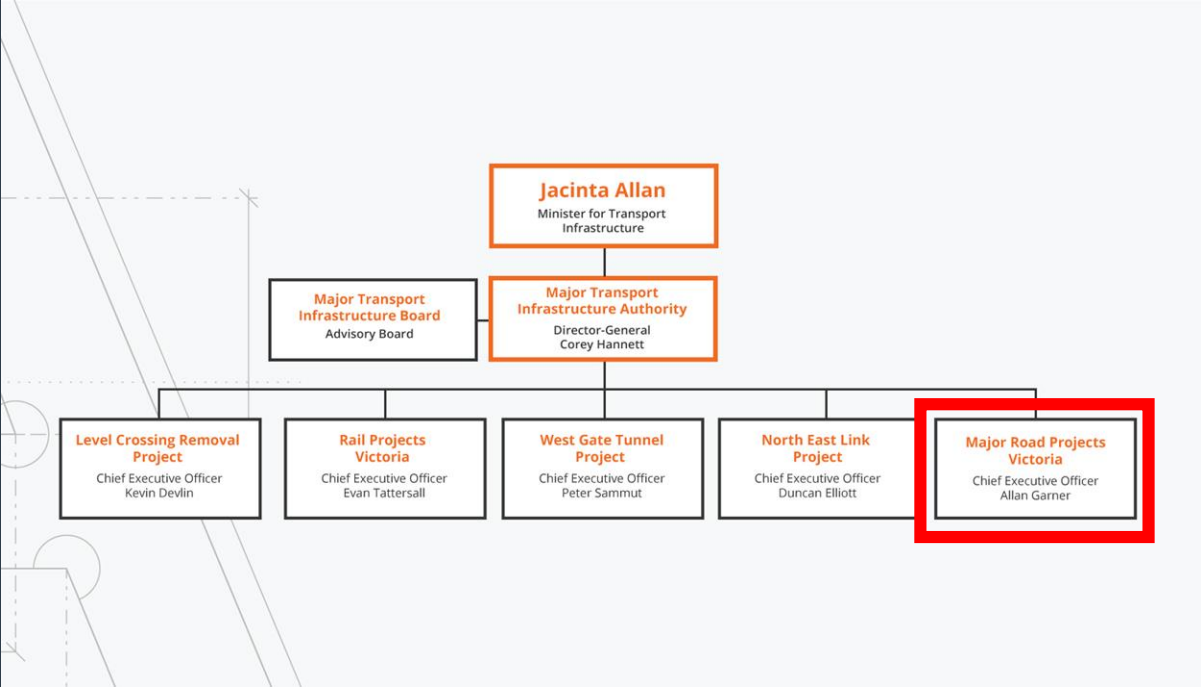 Jacinta Allan
Minister for Transport
Infrastructure
Major Transport
Infrastructure Board
Advisory Board
Major Transport
Infrastructure Authority
Director-General
Corey Hannett
Level Crossing Removal
Project
Chief Executive Officer
Kevin Devlin
Rail Projects
Victoria
Chief Executive Officer
Evan Tattersall
West Gate Tunnel
Project
Chief Executive Officer
Peter Sammut
North East Link
Project
Chief Executive Officer
Duncan Elliott
Major Road Projects
Victoria
Chief Executive Officer
Allan Garner